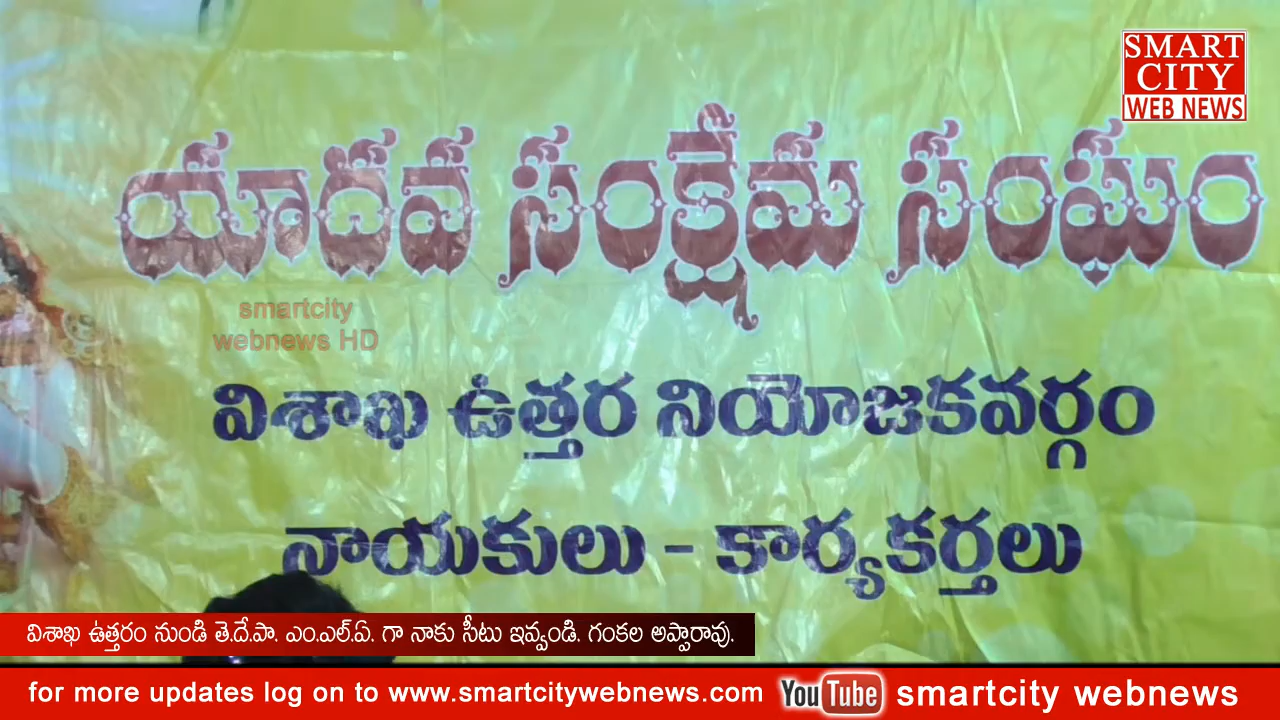 SMART
CITY
WEB NEWS
యాదవ సంక్షేమ సంఘం
smartcity
webnews HD
విశాఖ ఉత్తర నియోజకవర్గం
నాయకులు - కార్యకర్తలు
విశాఖ ఉత్తరం నుండి తె.దే.పా. ఎం.ఎల్.ఏ. గా నాకు సీటు ఇవ్వండి. గంకల అప్పారావు.
for more updates log on to www.smartcitywebnews.com YouTube smartcity webnews